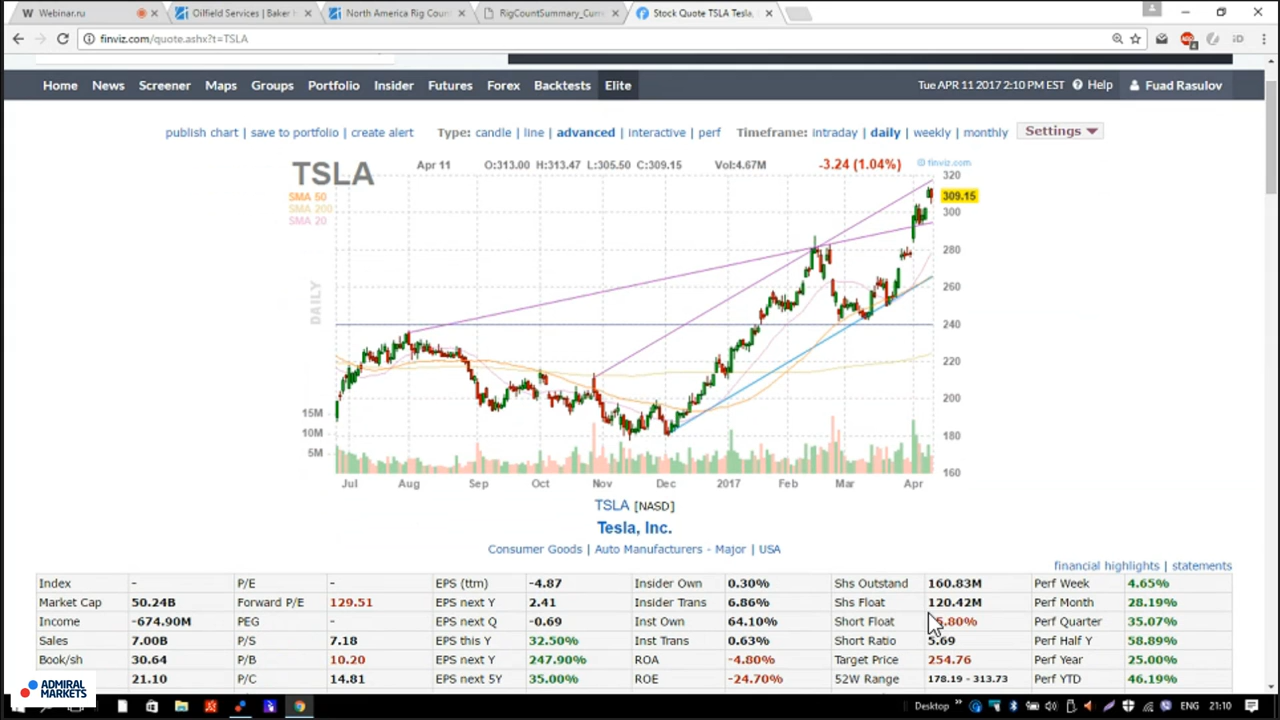 Webinar.ru
Oilfield Services | Baker
North America Rig Coun
RigCountSummary_Curre
Stock Quote TSLA Tesla,
finviz.com/quote.ashx?t=TSLA
Home News Screener Maps Groups Portfolio Insider Futures Forex Backtests Elite Tue APR 11 2017 2:10 PM EST Help Fuad Rasulov
publish chart | save to portfolio | create alert Type: candle | line | advanced | interactive | perf Timeframe: intraday | daily | weekly | monthly Settings
TSLA Apr 11 O:313.00 H:313.47 L:305.50 C:309.15 Vol:4.67M -3.24 (1.04%) © finviz.com
SMA 50
SMA 200
SMA 20
DAILY
320
309.15
300
280
260
240
220
200
180
160
15M
10M
5M
Jul Aug Sep Oct Nov Dec 2017 Feb Mar Apr
TSLA [NASD]
Tesla, Inc.
Consumer Goods | Auto Manufacturers - Major | USA
financial highlights | statements
Index - P/E - EPS (ttm) -4.87 Insider Own 0.30% Shs Outstand 160.83M Perf Week 4.65%
Market Cap 50.24B Forward P/E 129.51 EPS next Y 2.41 Insider Trans 6.86% Shs Float 120.42M Perf Month 28.19%
Income -674.90M PEG - EPS next Q -0.69 Inst Own 64.10% Short Float Perf Quarter 35.07%
Sales 7.00B P/S 7.18 EPS this Y 32.50% Inst Trans 0.63% Short Ratio 5.69 Perf Half Y 58.89%
Book/sh 30.64 P/B 10.20 EPS next Y 247.90% ROA -4.80% Target Price 254.76 Perf Year 25.00%
21.10 P/C 14.81 EPS next 5Y 35.00% ROE -24.70% 52W Range 178.19 - 313.73 Perf YTD 46.19%
ADMIRAL
MARKETS
Desktop ENG 21:10